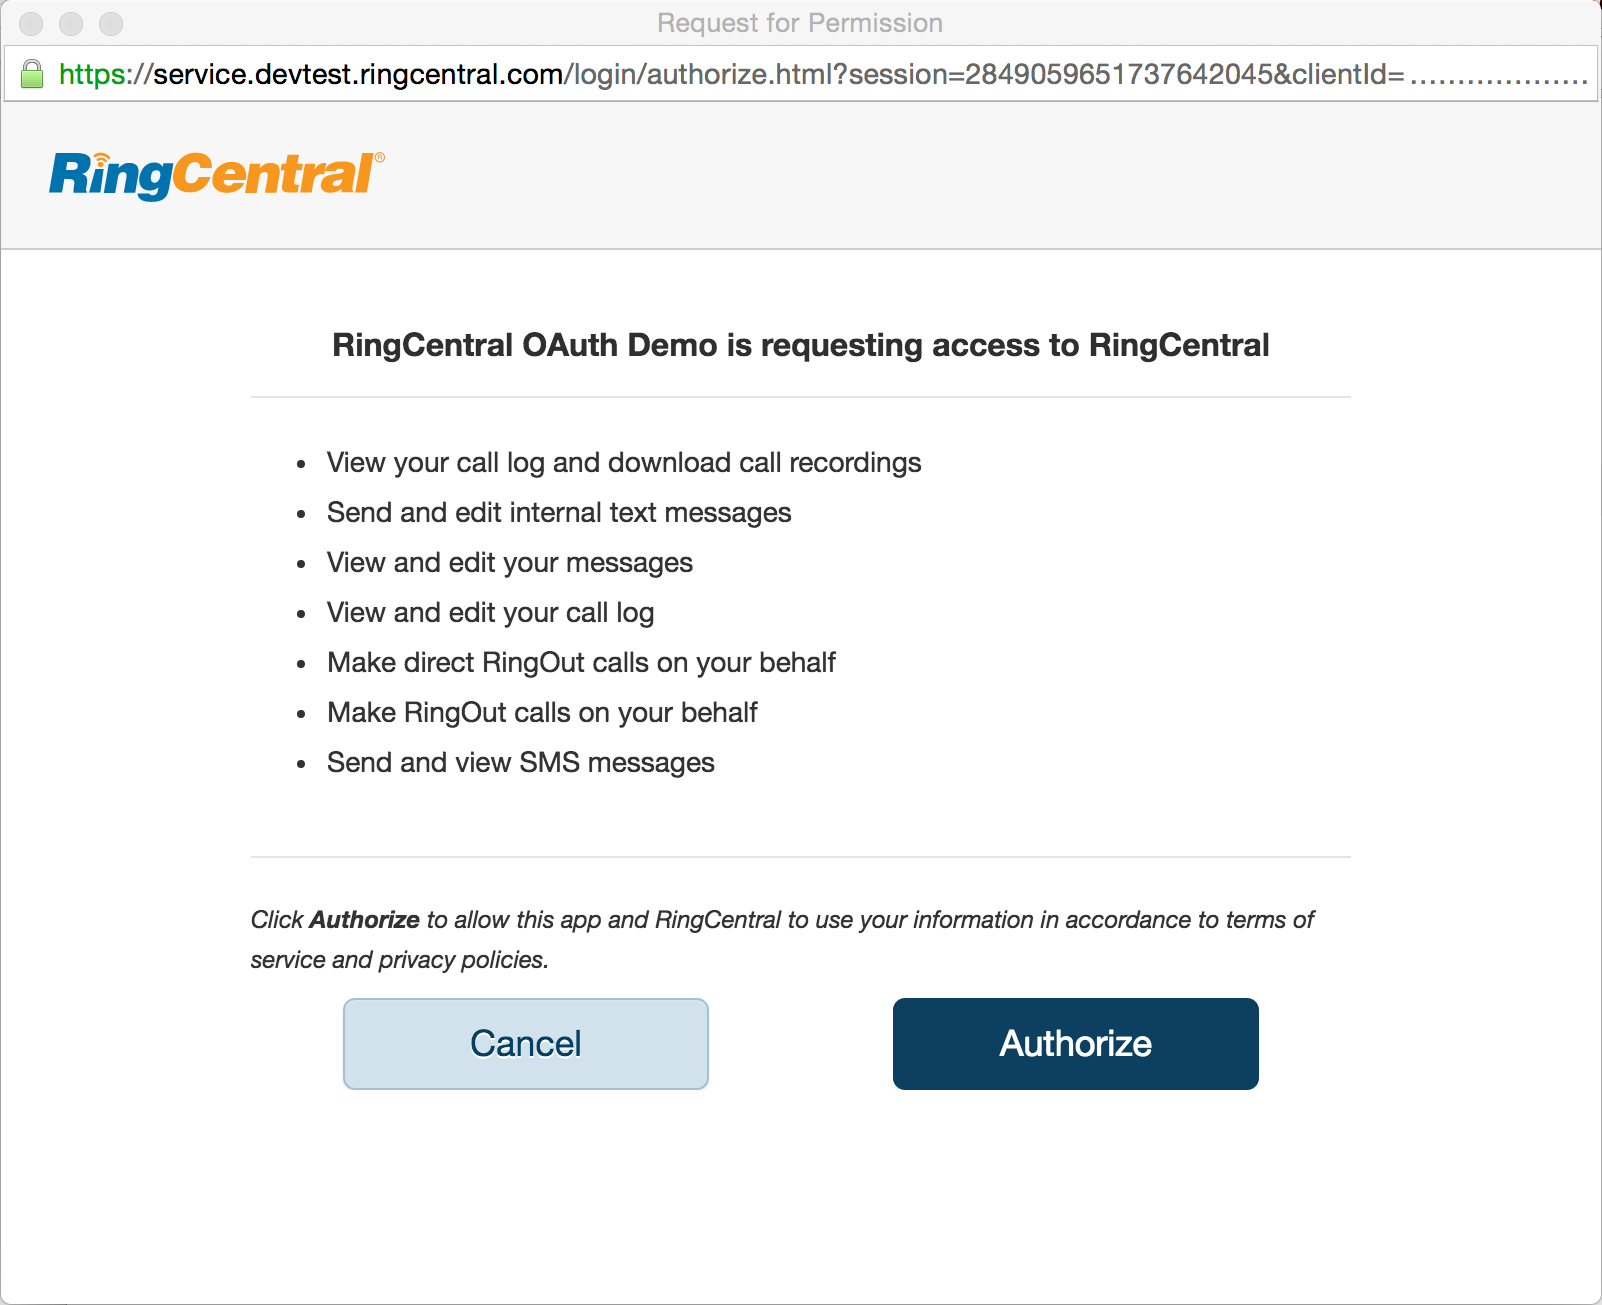 Request for Permission
https://service.devtest.ringcentral.com/login/authorize.html?session=2849059651737642045&clientId=...................
RingCentral®
RingCentral OAuth Demo is requesting access to RingCentral
• View your call log and download call recordings
• Send and edit internal text messages
• View and edit your messages
• View and edit your call log
• Make direct RingOut calls on your behalf
• Make RingOut calls on your behalf
• Send and view SMS messages
Click Authorize to allow this app and RingCentral to use your information in accordance to terms of
service and privacy policies.
Cancel
Authorize